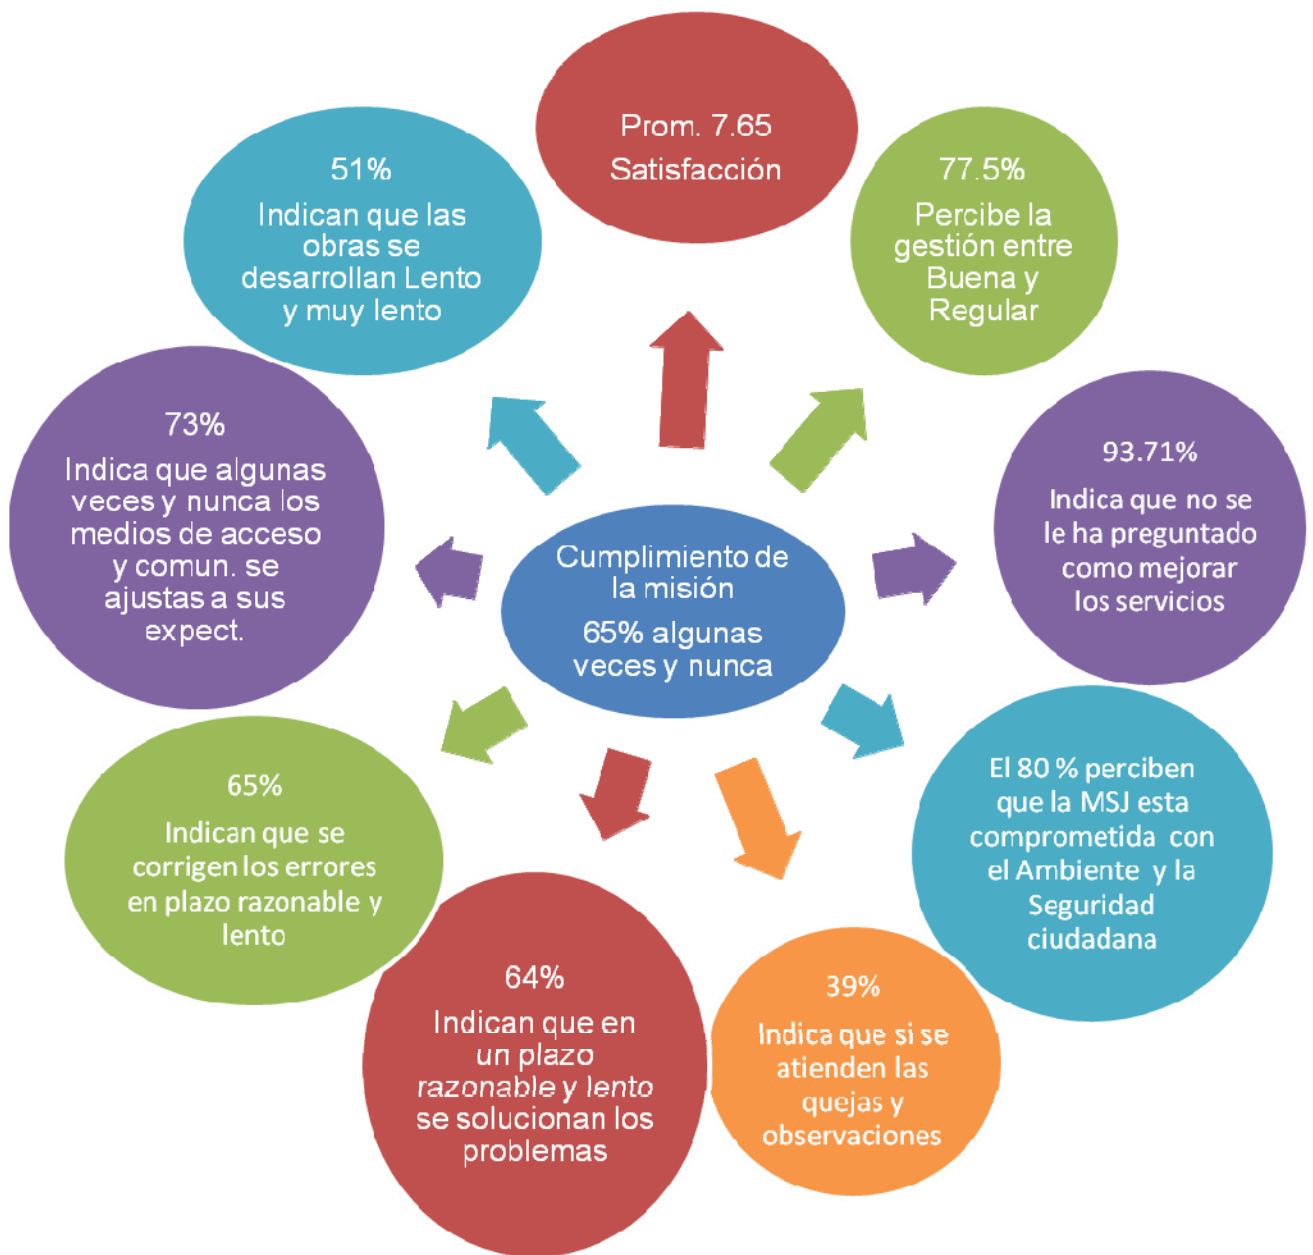 Prom. 7.65
Satisfacción
77.5%
Percibe la
gestión entre
Buena y
Regular
93.71%
Indica que no se
le ha preguntado
como mejorar
los servicios
El 80 % perciben
que la MSJ esta
comprometida con
el Ambiente y la
Seguridad
ciudadana
39%
Indica que si se
atienden las
quejas y
observaciones
64%
Indican que en
un plazo
razonable y lento
se solucionan los
problemas
65%
Indican que se
corrigen los errores
en plazo razonable y
lento
73%
Indica que algunas
veces y nunca los
medios de acceso
y comun. se
ajustas a sus
expect.
51%
Indican que las
obras se
desarrollan Lento
y muy lento
Cumplimiento de
la misión
65% algunas
veces y nunca